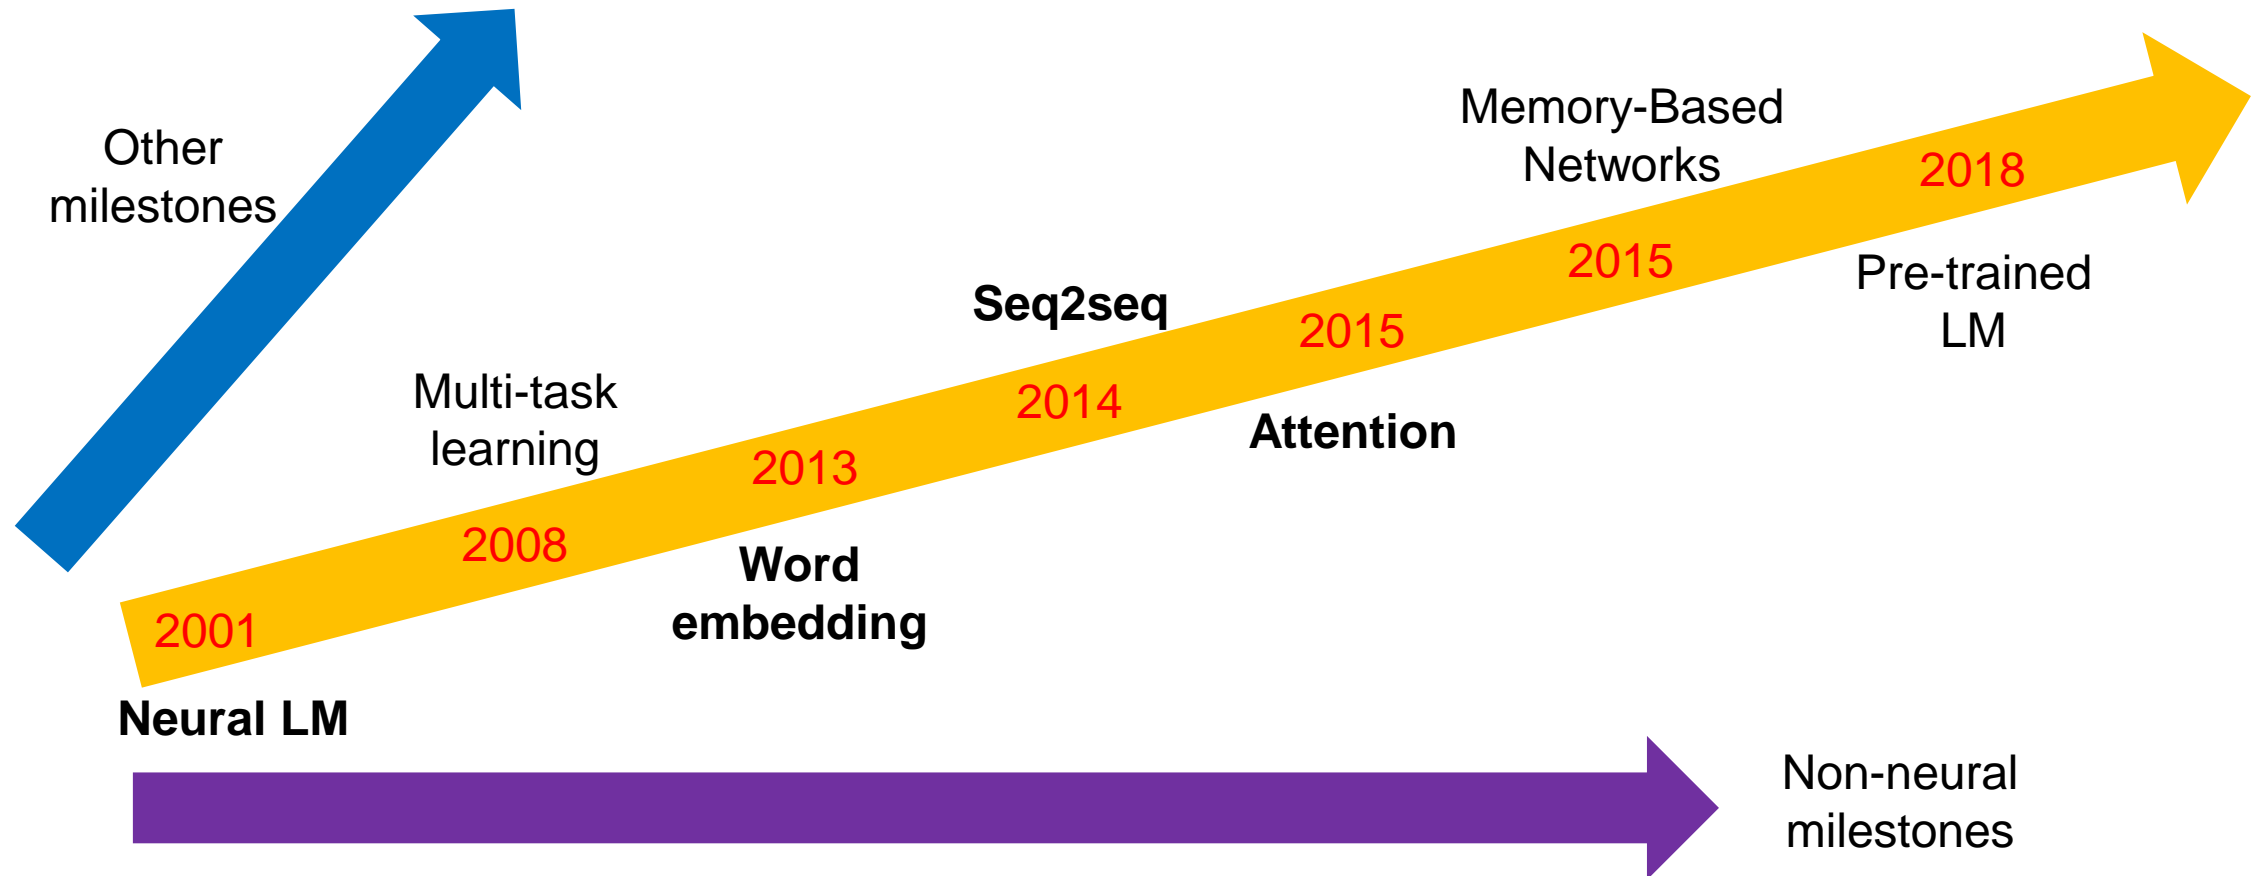 Other
milestones
Memory-Based
Networks
2018
2015
Pre-trained
LM
Seq2seq
2015
2014
Attention
Multi-task
learning
2013
2008
Word
embedding
2001
Neural LM
Non-neural
milestones